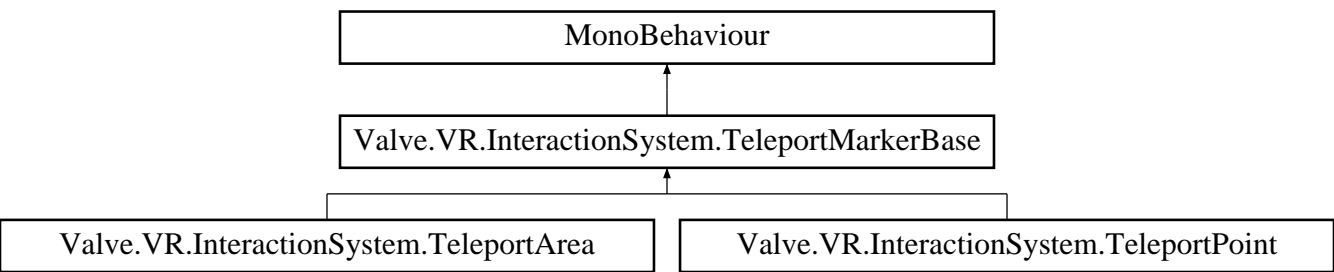 MonoBehaviour
Valve.VR.InteractionSystem.TeleportMarkerBase
Valve.VR.InteractionSystem.TeleportArea
Valve.VR.InteractionSystem.TeleportPoint